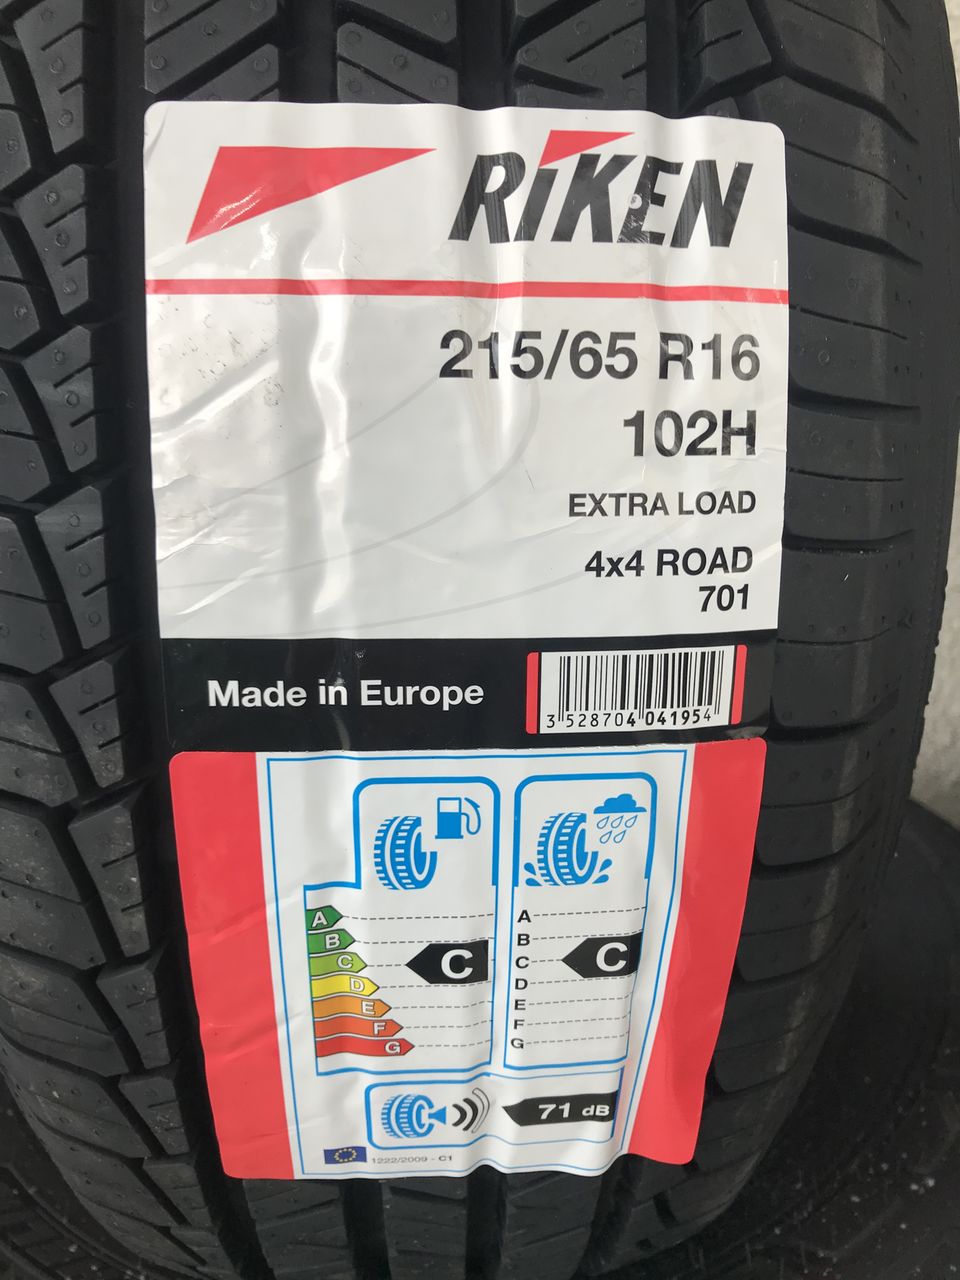 RiKEN
215/65 R16
102H
EXTRA LOAD
4x4 ROAD
701
Made in Europe
3 528704 041954
A
B
C
D
E
F
G
C
A
B
C
D
E
F
G
C
71 dB
1222/2009 - C1